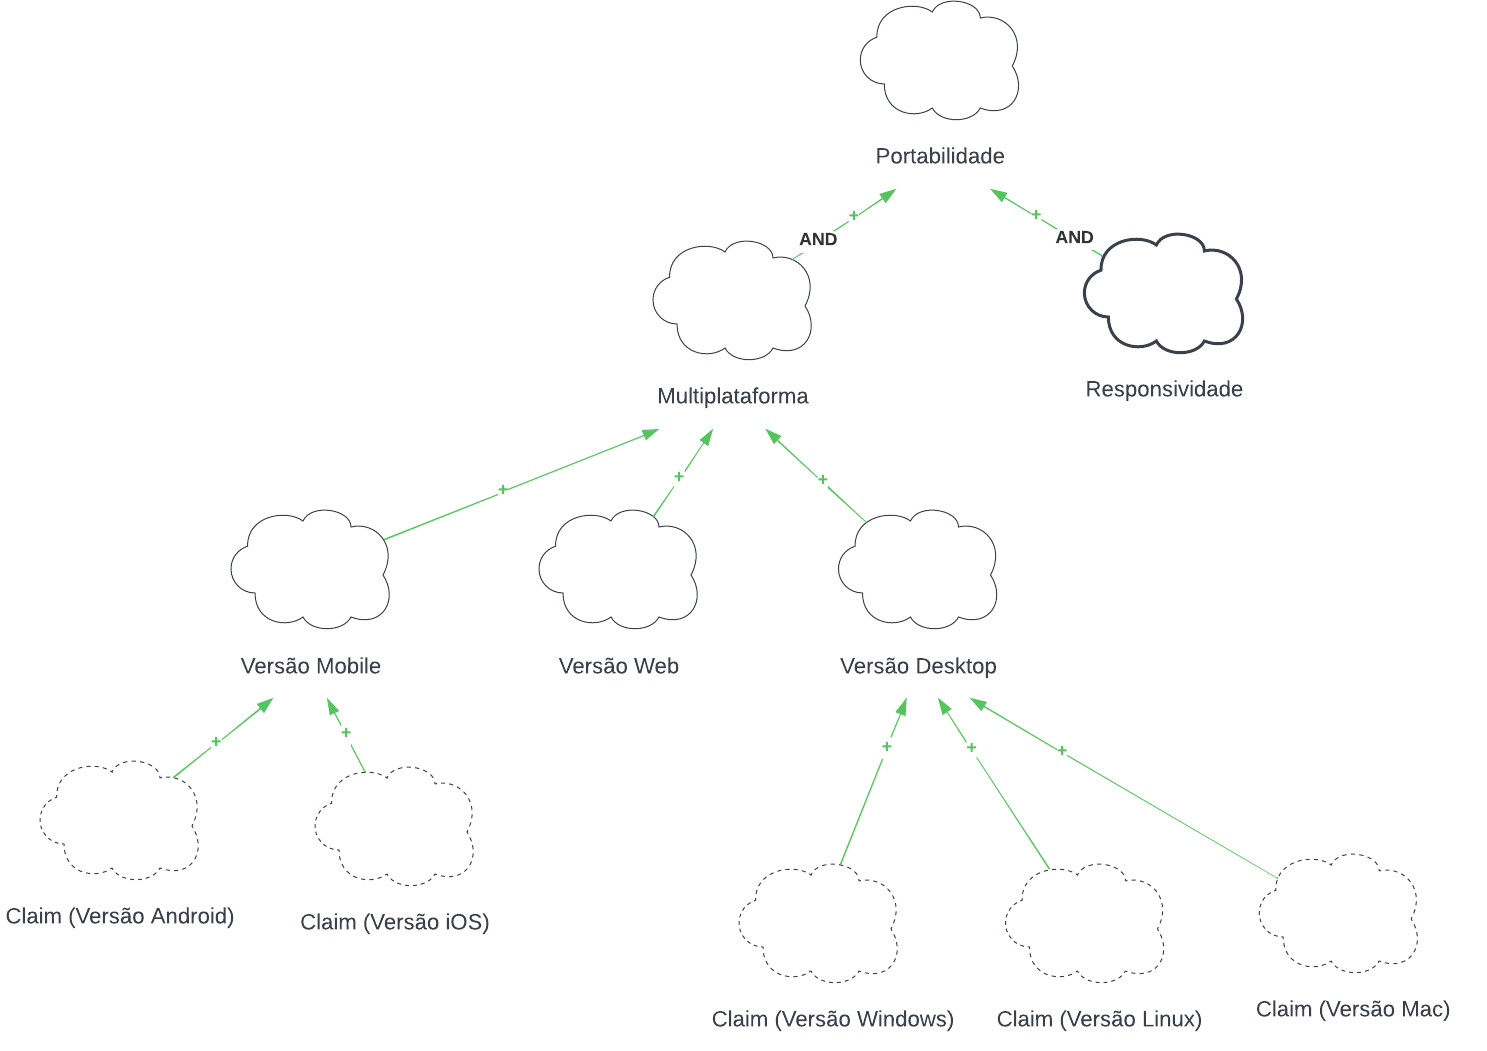 Portabilidade
+
+
AND
AND
Multiplataforma
Responsividade
+
+
+
Versão Mobile
Versão Web
Versão Desktop
+
+
+
+
+
Claim (Versão Android)
Claim (Versão iOS)
Claim (Versão Windows)
Claim (Versão Linux)
Claim (Versão Mac)